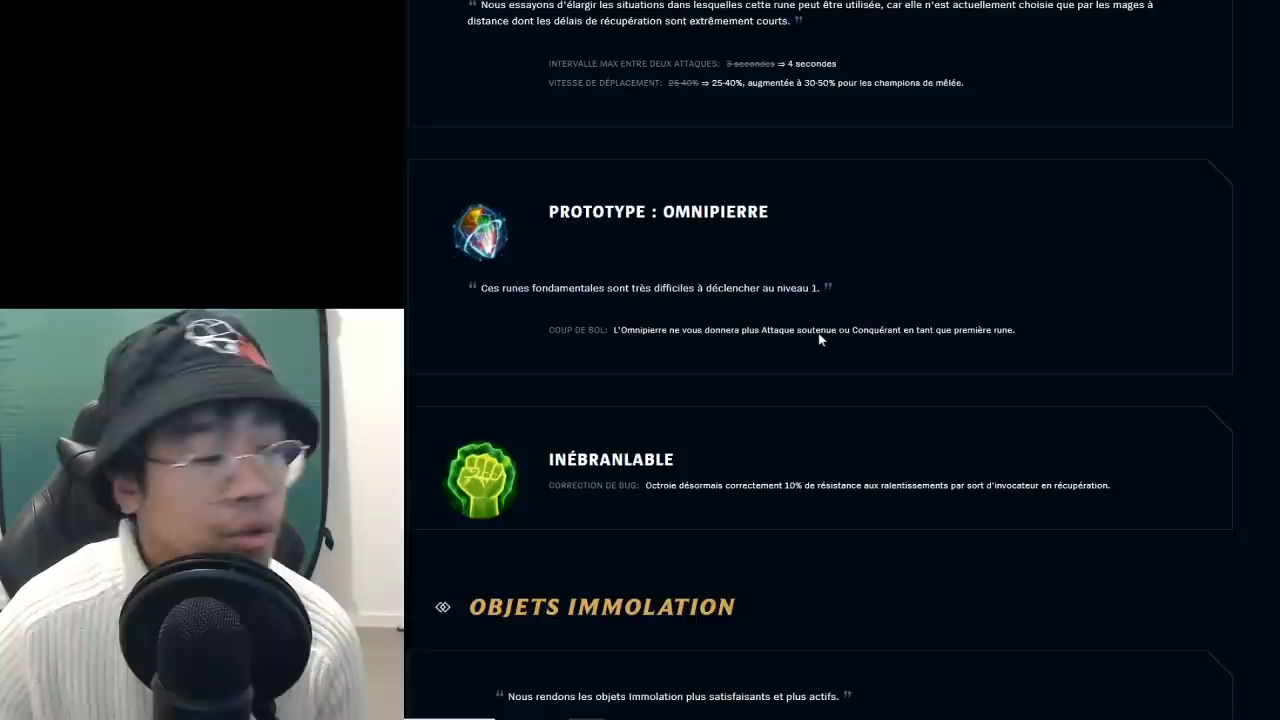 " Nous essayons d'élargir les situations dans lesquelles cette rune peut être utilisée, car elle n'est actuellement choisie que par les mages à
distance dont les délais de récupération sont extrêmement courts. "
INTERVALLE MAX ENTRE DEUX ATTAQUES: 3 secondes ⇒ 4 secondes
VITESSE DE DÉPLACEMENT: 25-40% ⇒ 25-40%, augmentée à 30-50% pour les champions de mêlée.
PROTOTYPE : OMNIPIERRE
" Ces runes fondamentales sont très difficiles à déclencher au niveau 1. "
COUP DE BOL: L'Omnipierre ne vous donnera plus Attaque soutenue ou Conquérant en tant que première rune.
INÉBRANLABLE
CORRECTION DE BUG: Octroie désormais correctement 10% de résistance aux ralentissements par sort d'invocateur en récupération.
OBJETS IMMOLATION
" Nous rendons les objets Immolation plus satisfaisants et plus actifs. "